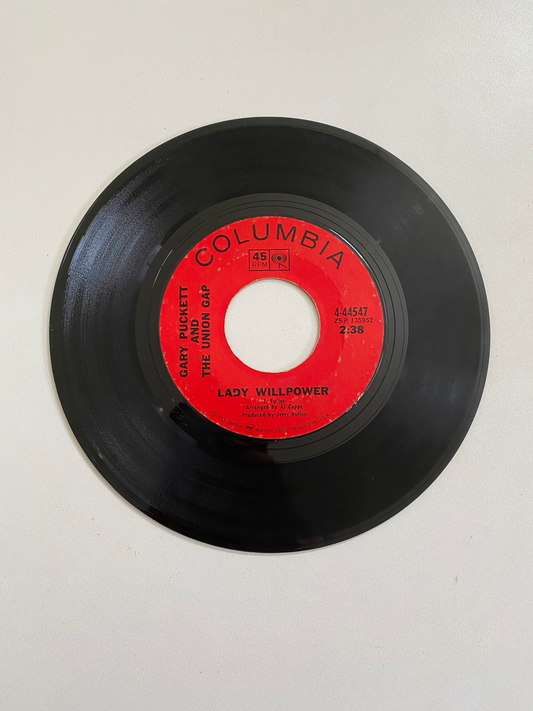 COLUMBIA
45
RPM
GARY PUCKETT
AND
THE UNION GAP
4-44547
ZSP 135952
2:38
LADY WILLPOWER
J. Fuller
Arranged by Al Capps
Produced by Jerry Fuller